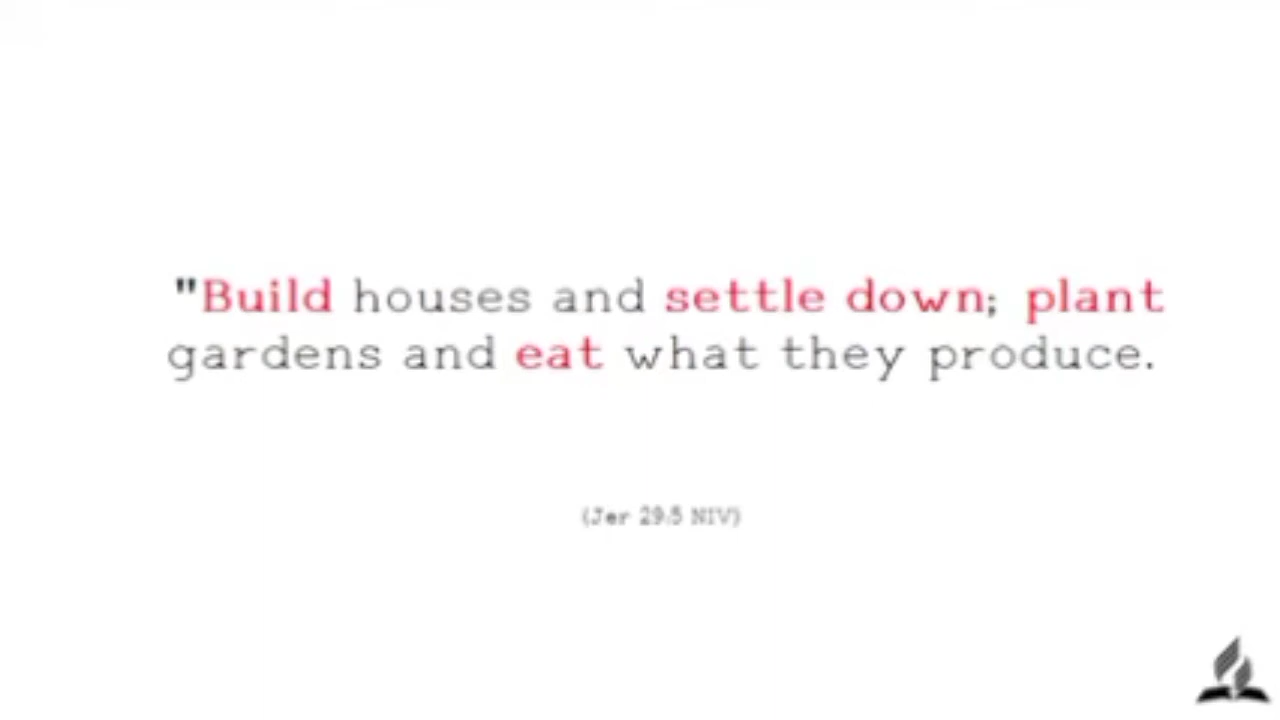 "Build houses and settle down; plant
gardens and eat what they produce.
(Jer 29:5 NIV)